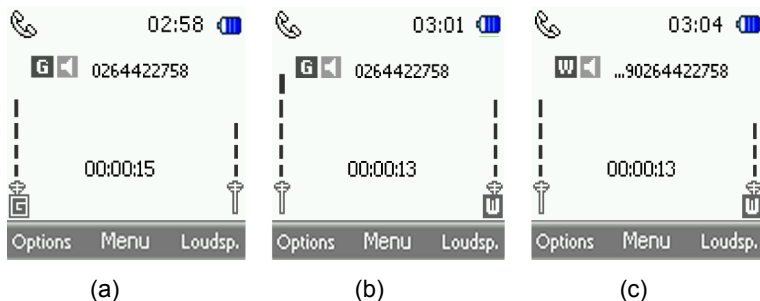 02:58
G 0264422758
00:00:15
G
Options Menu Loudsp.
(a)
03:01
G 0264422758
00:00:13
W
Options Menu Loudsp.
(b)
03:04
W ...90264422758
00:00:13
W
Options Menu Loudsp.
(c)